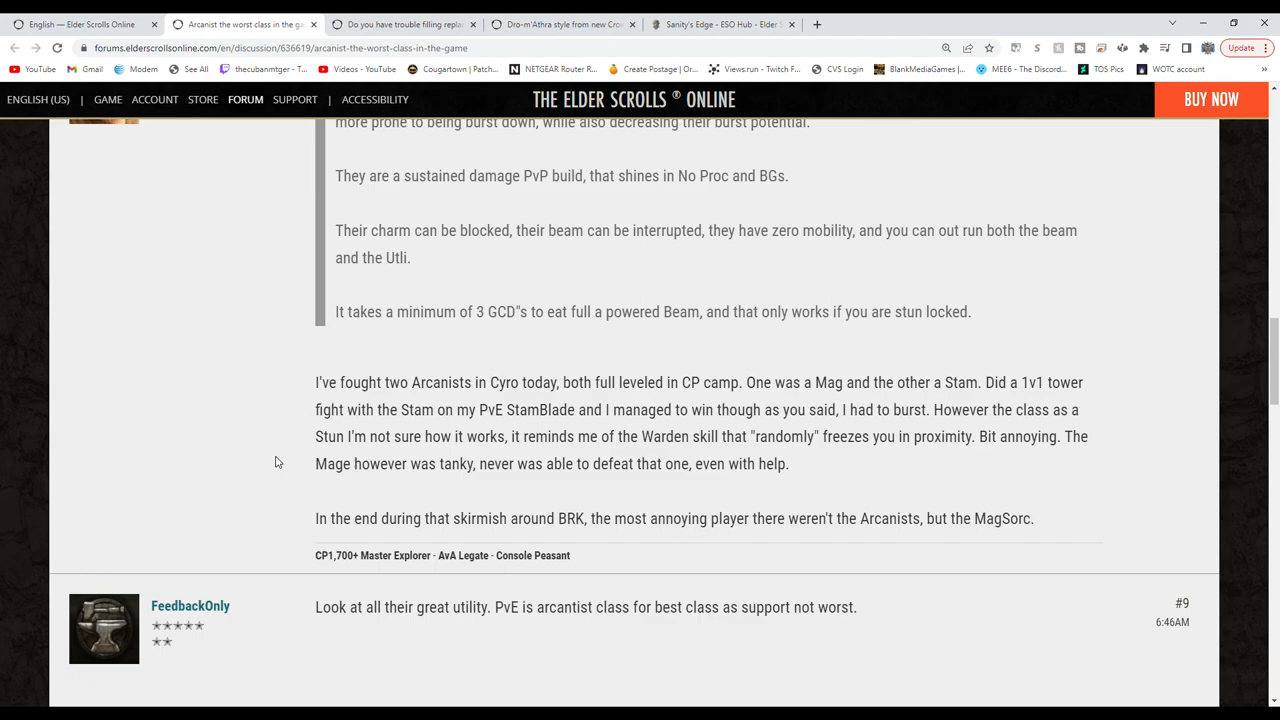 English — Elder Scrolls Online
Arcanist the worst class in the ga
Do you have trouble filling repla
Dro-m'Athra style from new Cro
Sanity's Edge - ESO Hub - Elder S
forums.elderscrollsonline.com/en/discussion/636619/arcanist-the-worst-class-in-the-game
Update
YouTube
Gmail
Modem
See All
thecubanmtger - T...
Videos - YouTube
Cougartown | Patch...
NETGEAR Router R...
Create Postage | Or...
Views.run - Twitch F...
CVS Login
BlankMediaGames |...
MEE6 - The Discord...
TOS Pics
WOTC account
»
ENGLISH (US) | GAME ACCOUNT STORE FORUM SUPPORT | ACCESSIBILITY
THE ELDER SCROLLS ® ONLINE
BUY NOW
more prone to being burst down, while also decreasing their burst potential.
They are a sustained damage PvP build, that shines in No Proc and BGs.
Their charm can be blocked, their beam can be interrupted, they have zero mobility, and you can out run both the beam
and the Utli.
It takes a minimum of 3 GCD"s to eat full a powered Beam, and that only works if you are stun locked.
I've fought two Arcanists in Cyro today, both full leveled in CP camp. One was a Mag and the other a Stam. Did a 1v1 tower
fight with the Stam on my PvE StamBlade and I managed to win though as you said, I had to burst. However the class as a
Stun I'm not sure how it works, it reminds me of the Warden skill that "randomly" freezes you in proximity. Bit annoying. The
Mage however was tanky, never was able to defeat that one, even with help.
In the end during that skirmish around BRK, the most annoying player there weren't the Arcanists, but the MagSorc.
CP1,700+ Master Explorer - AvA Legate - Console Peasant
FeedbackOnly
★★★★★
★★
Look at all their great utility. PvE is arcantist class for best class as support not worst.
#9
6:46AM